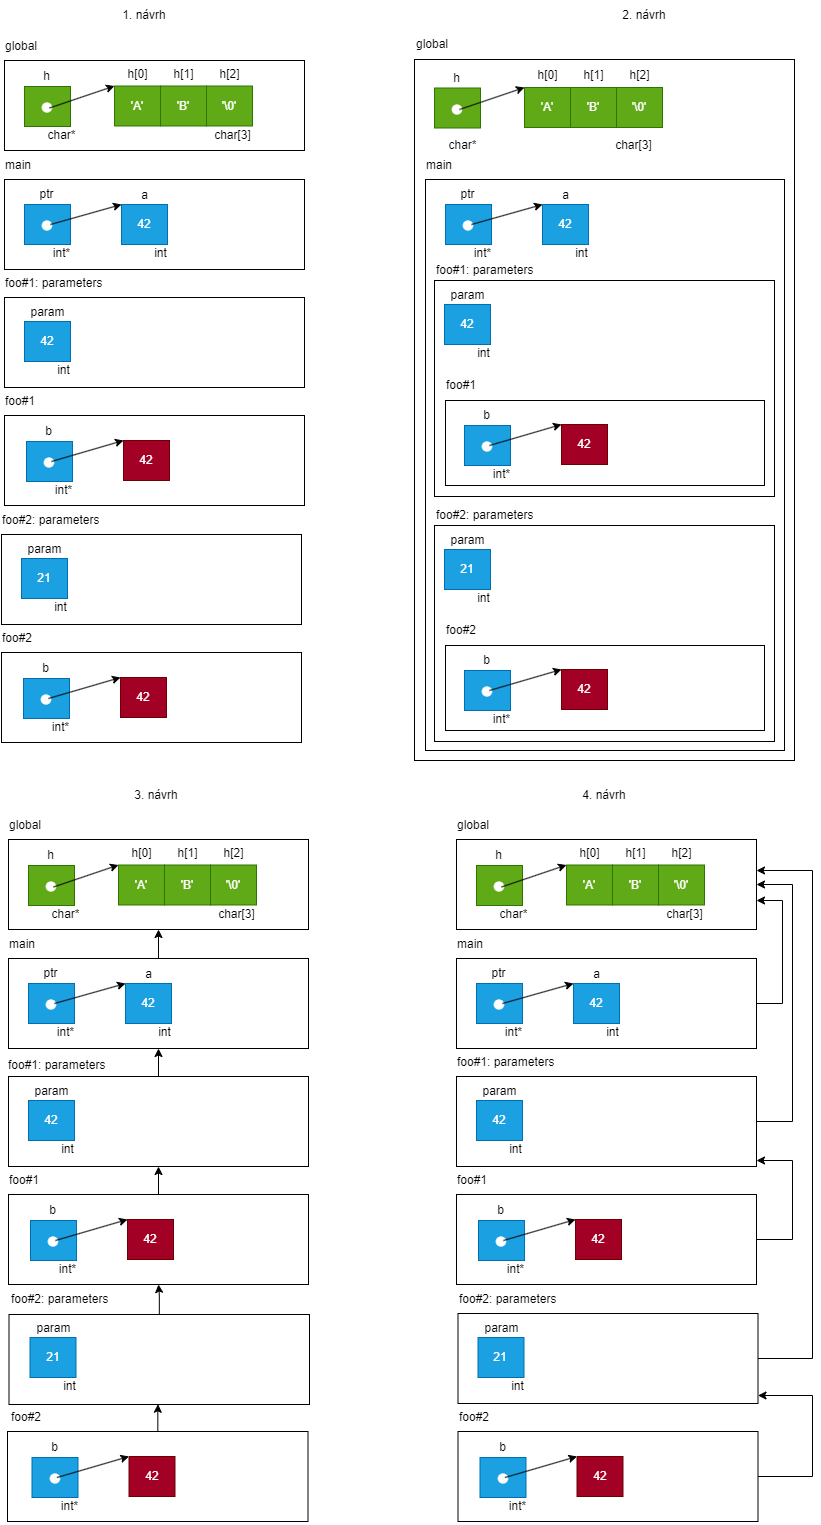 1. návrh
global
h
h[0] h[1] h[2]
'A' 'B' '\0'
char* char[3]
main
ptr a
42
int* int
foo#1: parameters
param
42
int
foo#1
b
42
int*
foo#2: parameters
param
21
int
foo#2
b
42
int*
2. návrh
global
h
h[0] h[1] h[2]
'A' 'B' '\0'
char* char[3]
main
ptr a
42
int* int
foo#1: parameters
param
42
int
foo#1
b
42
int*
foo#2: parameters
param
21
int
foo#2
b
42
int*
3. návrh
global
h
h[0] h[1] h[2]
'A' 'B' '\0'
char* char[3]
main
ptr a
42
int* int
foo#1: parameters
param
42
int
foo#1
b
42
int*
foo#2: parameters
param
21
int
foo#2
b
42
int*
4. návrh
global
h
h[0] h[1] h[2]
'A' 'B' '\0'
char* char[3]
main
ptr a
42
int* int
foo#1: parameters
param
42
int
foo#1
b
42
int*
foo#2: parameters
param
21
int
foo#2
b
42
int*